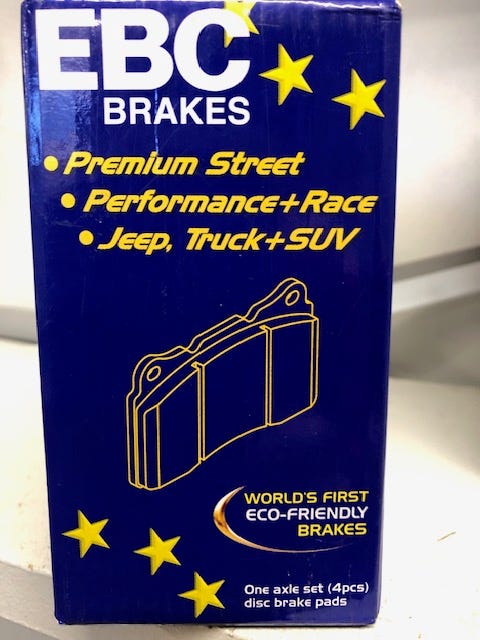 EBC
BRAKES
• Premium Street
• Performance+Race
• Jeep, Truck+SUV
WORLD'S FIRST
ECO-FRIENDLY
BRAKES
One axle set (4pcs)
disc brake pads